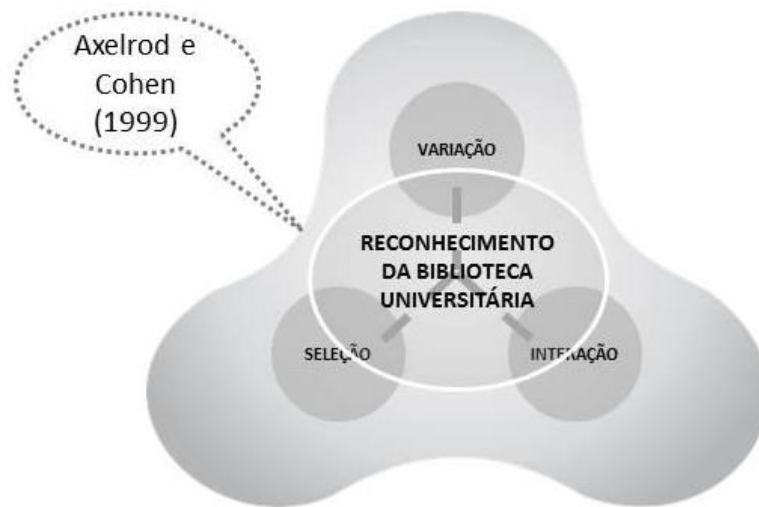 Axelrod e
Cohen
(1999)
VARIAÇÃO
RECONHECIMENTO
DA BIBLIOTECA
UNIVERSITÁRIA
SELEÇÃO
INTERAÇÃO